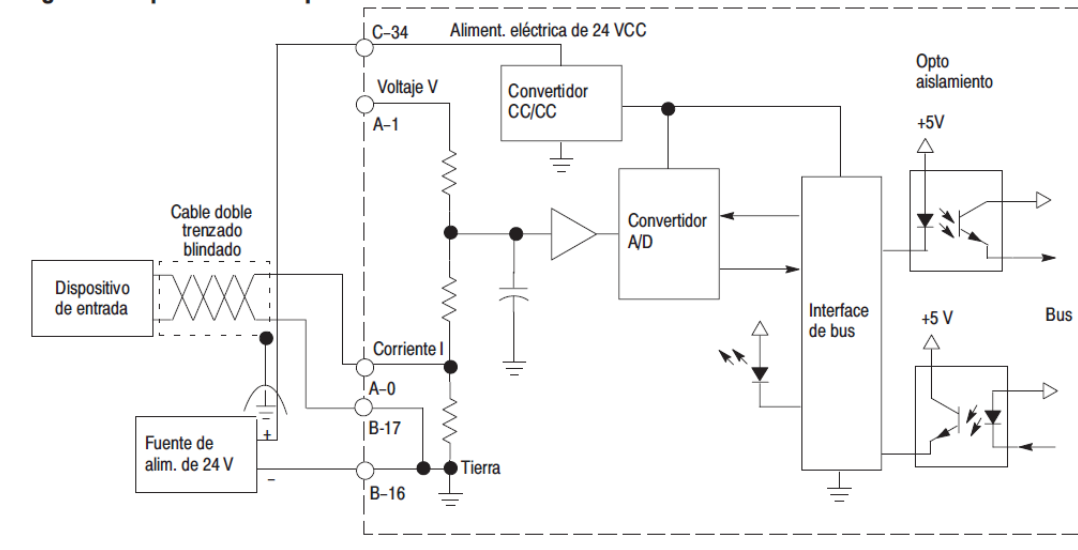 C–34
Aliment. eléctrica de 24 VCC
Voltaje V
A–1
Convertidor
CC/CC
Opto
aislamiento
+5V
Cable doble
trenzado
blindado
Convertidor
A/D
Dispositivo
de entrada
Interface
de bus
Bus
+5 V
Corriente I
A–0
B–17
Fuente de
alim. de 24 V
+
–
Tierra
B–16